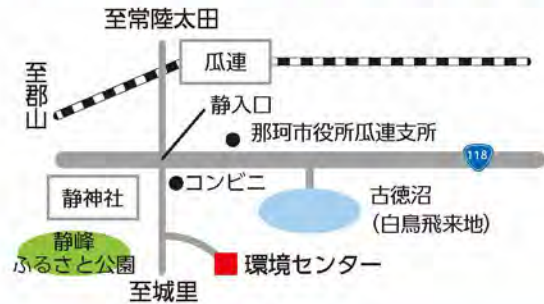 至常陸太田
瓜連
至郡山
静入口
那珂市役所瓜連支所
118
コンビニ
静神社
古徳沼
(白鳥飛来地)
静峰
ふるさと公園
環境センター
至城里